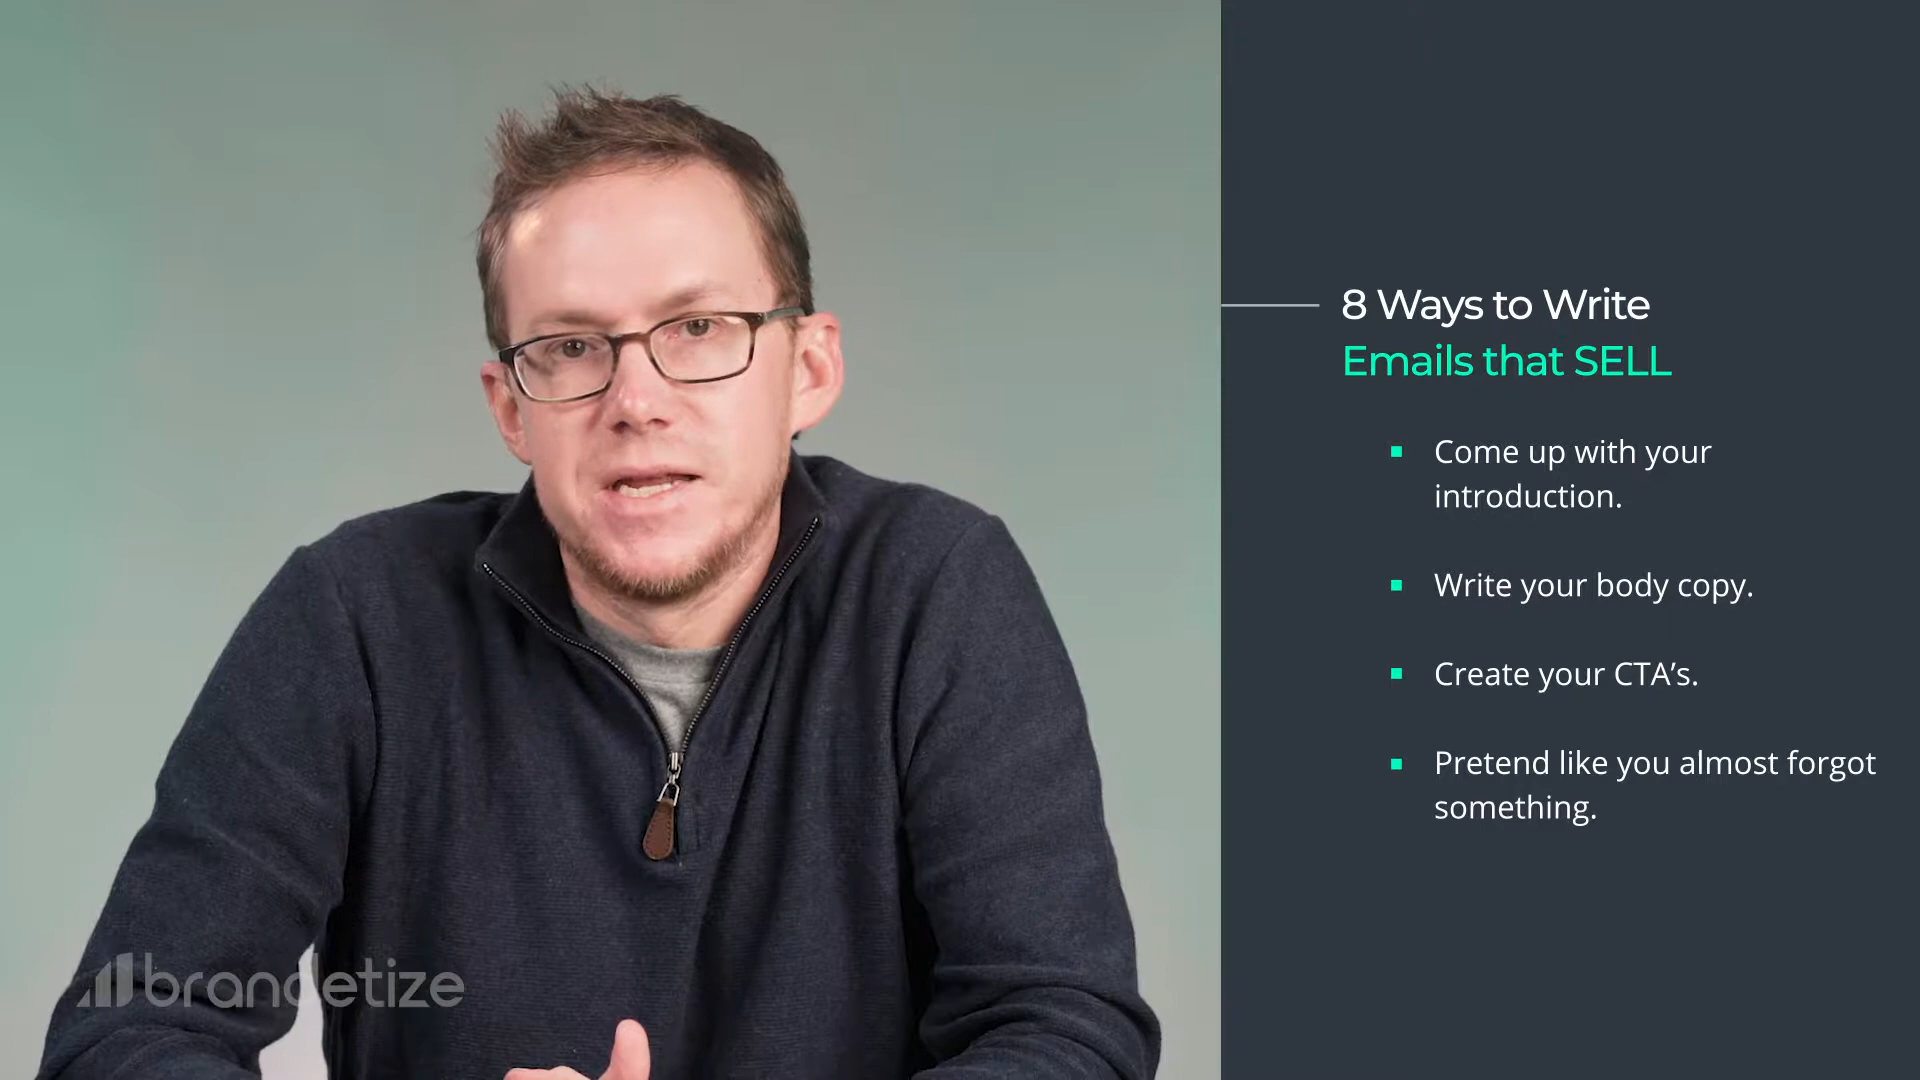 8 Ways to Write
Emails that SELL
Come up with your
introduction.
Write your body copy.
Create your CTA’s.
Pretend like you almost forgot
something.
brandetize